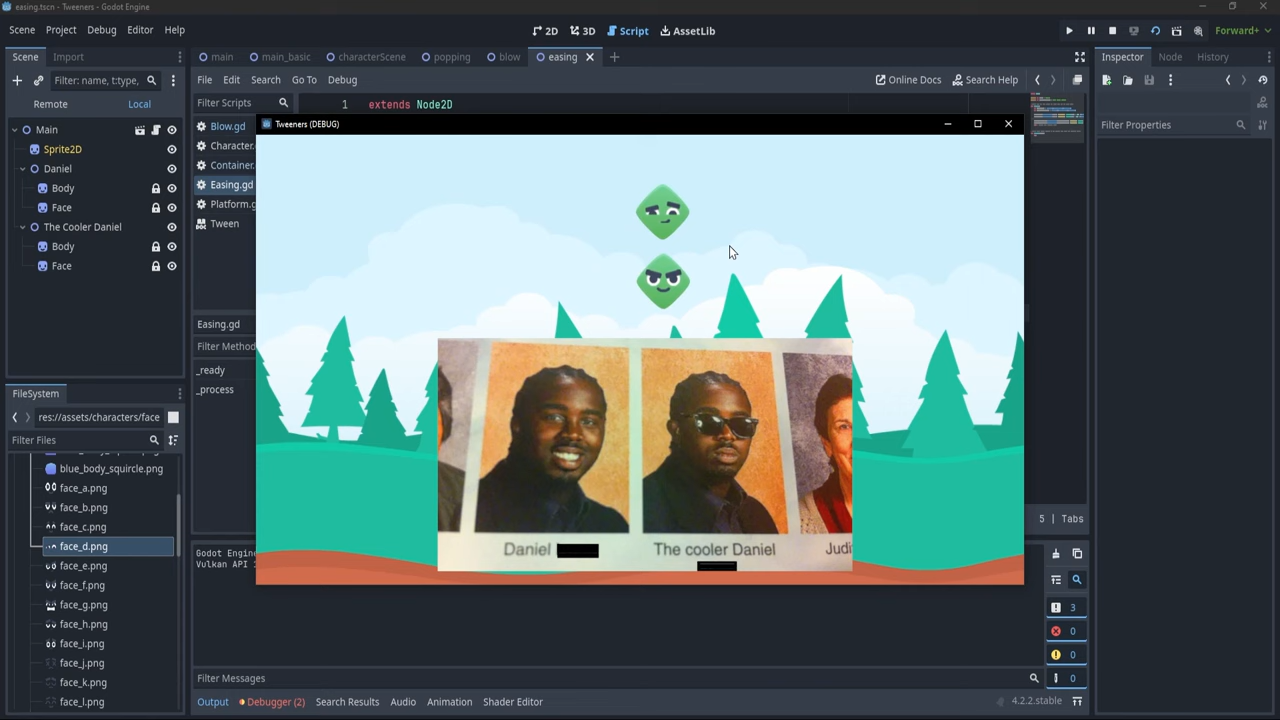 easing.tscn - Tweeners - Godot Engine
Scene Project Debug Editor Help
2D 3D Script AssetLib
Forward+
Scene Import
main main_basic characterScene popping blow easing
Inspector Node History
Filter: name, t:type,
File Edit Search Go To Debug
Online Docs Search Help
Remote Local
Filter Scripts
1 extends Node2D
Filter Properties
Main
Sprite2D
Daniel
Body
Face
The Cooler Daniel
Body
Face
Blow.gd
Character.
Container.
Easing.gd
Platform.g
Tween
Tweeners (DEBUG)
Easing.gd
Filter Method
_ready
_process
Daniel
The cooler Daniel
Judi
5 | Tabs
FileSystem
res://assets/characters/face
Filter Files
blue_body_squircle.png
face_a.png
face_b.png
face_c.png
face_d.png
face_e.png
face_f.png
face_g.png
face_h.png
face_i.png
face_j.png
face_k.png
face_l.png
Godot Engine
Vulkan API 1
3
0
0
0
Filter Messages
Output Debugger (2) Search Results Audio Animation Shader Editor
4.2.2.stable